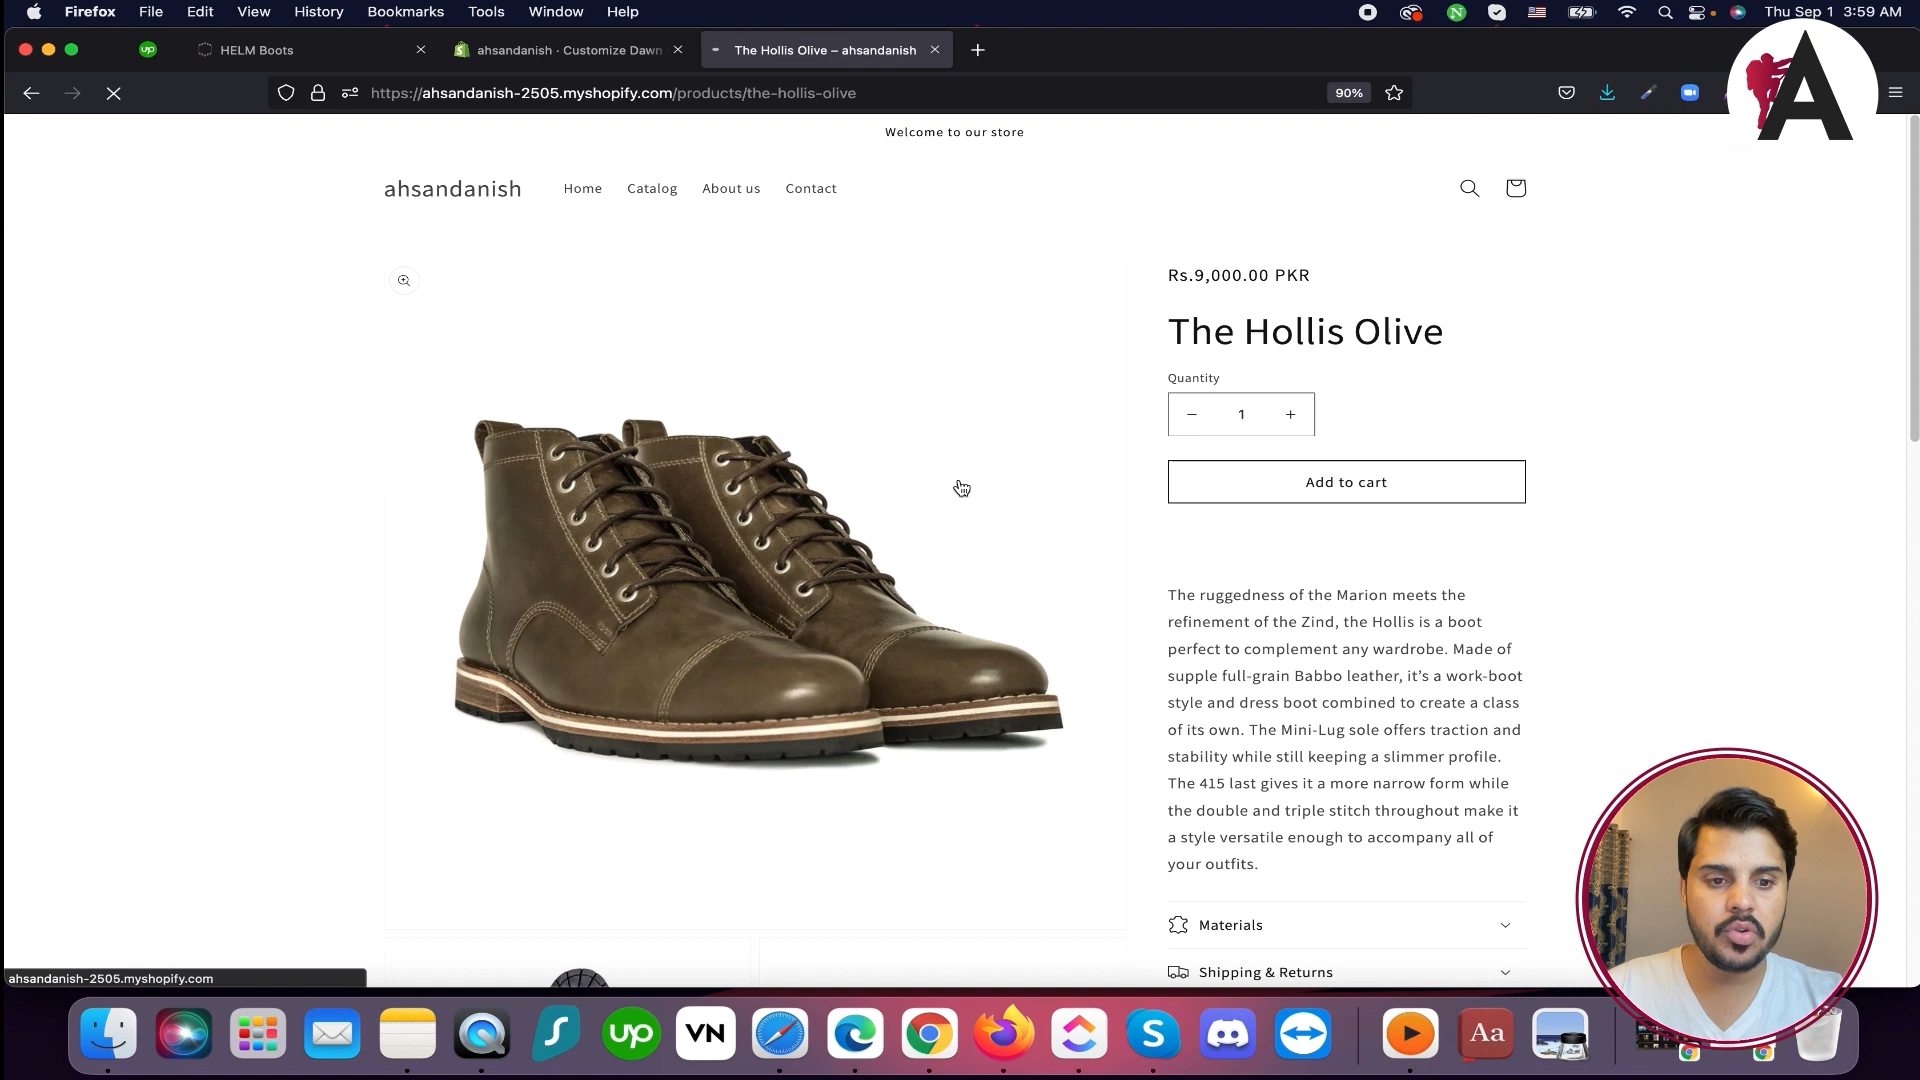 Firefox File Edit View History Bookmarks Tools Window Help
Thu Sep 1 3:59 AM
up HELM Boots
ahsandanish · Customize Dawn
The Hollis Olive – ahsandanish
https://ahsandanish-2505.myshopify.com/products/the-hollis-olive
90%
A
Welcome to our store
ahsandanish Home Catalog About us Contact
Rs.9,000.00 PKR
The Hollis Olive
Quantity
− 1 +
Add to cart
The ruggedness of the Marion meets the
refinement of the Zind, the Hollis is a boot
perfect to complement any wardrobe. Made of
supple full-grain Babbo leather, it’s a work-boot
style and dress boot combined to create a class
of its own. The Mini-Lug sole offers traction and
stability while still keeping a slimmer profile.
The 415 last gives it a more narrow form while
the double and triple stitch throughout make it
a style versatile enough to accompany all of
your outfits.
Materials
Shipping & Returns
ahsandanish-2505.myshopify.com
up VN S Aa